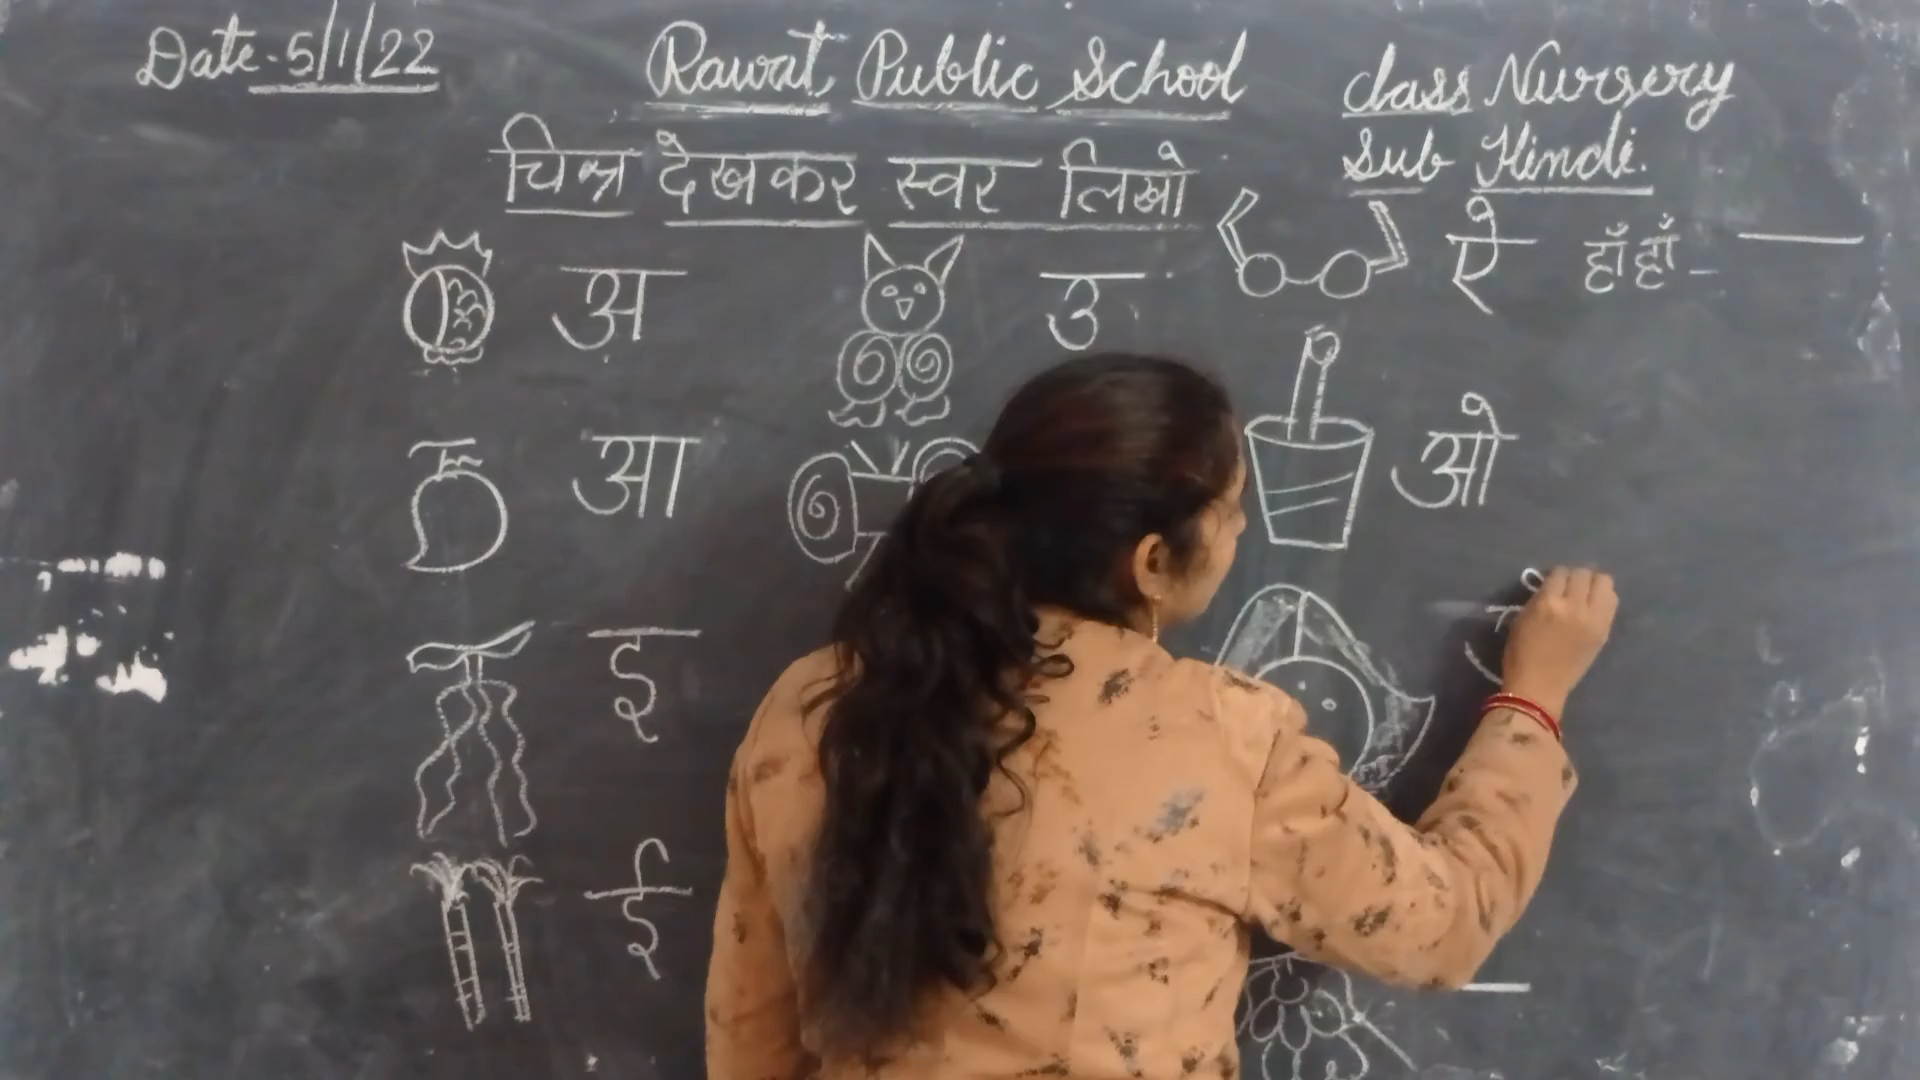 Date-5/1/22
Rawat Public School
class Nursery
Sub Hindi.
चित्र देखकर स्वर लिखो
अ
उ
ऐ
हाँ हाँ
आ
ओ
इ
ई